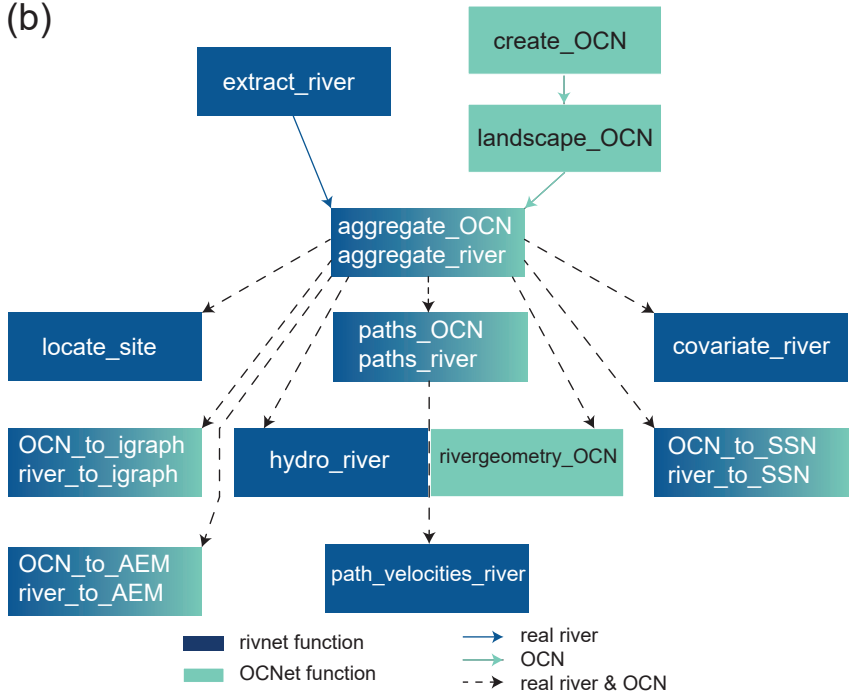 (b)
create_OCN
extract_river
landscape_OCN
aggregate_OCN
aggregate_river
locate_site
paths_OCN
paths_river
covariate_river
OCN_to_igraph
river_to_igraph
hydro_river
rivergeometry_OCN
OCN_to_SSN
river_to_SSN
OCN_to_AEM
river_to_AEM
path_velocities_river
rivnet function
OCNet function
real river
OCN
real river & OCN